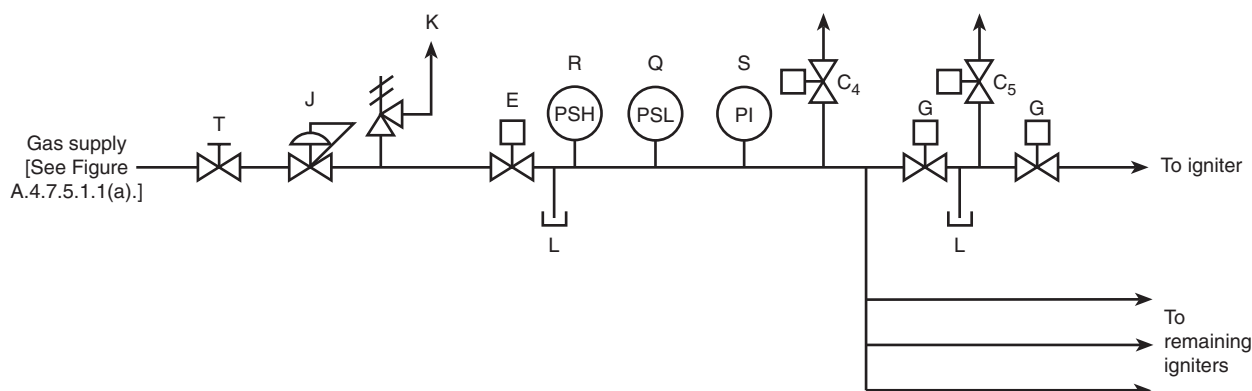 K
R
Q
S
T
J
E
C4
G
C5
G
PSH
PSL
PI
Gas supply
[See Figure
A.4.7.5.1.1(a).]
To igniter
L
L
To
remaining
igniters